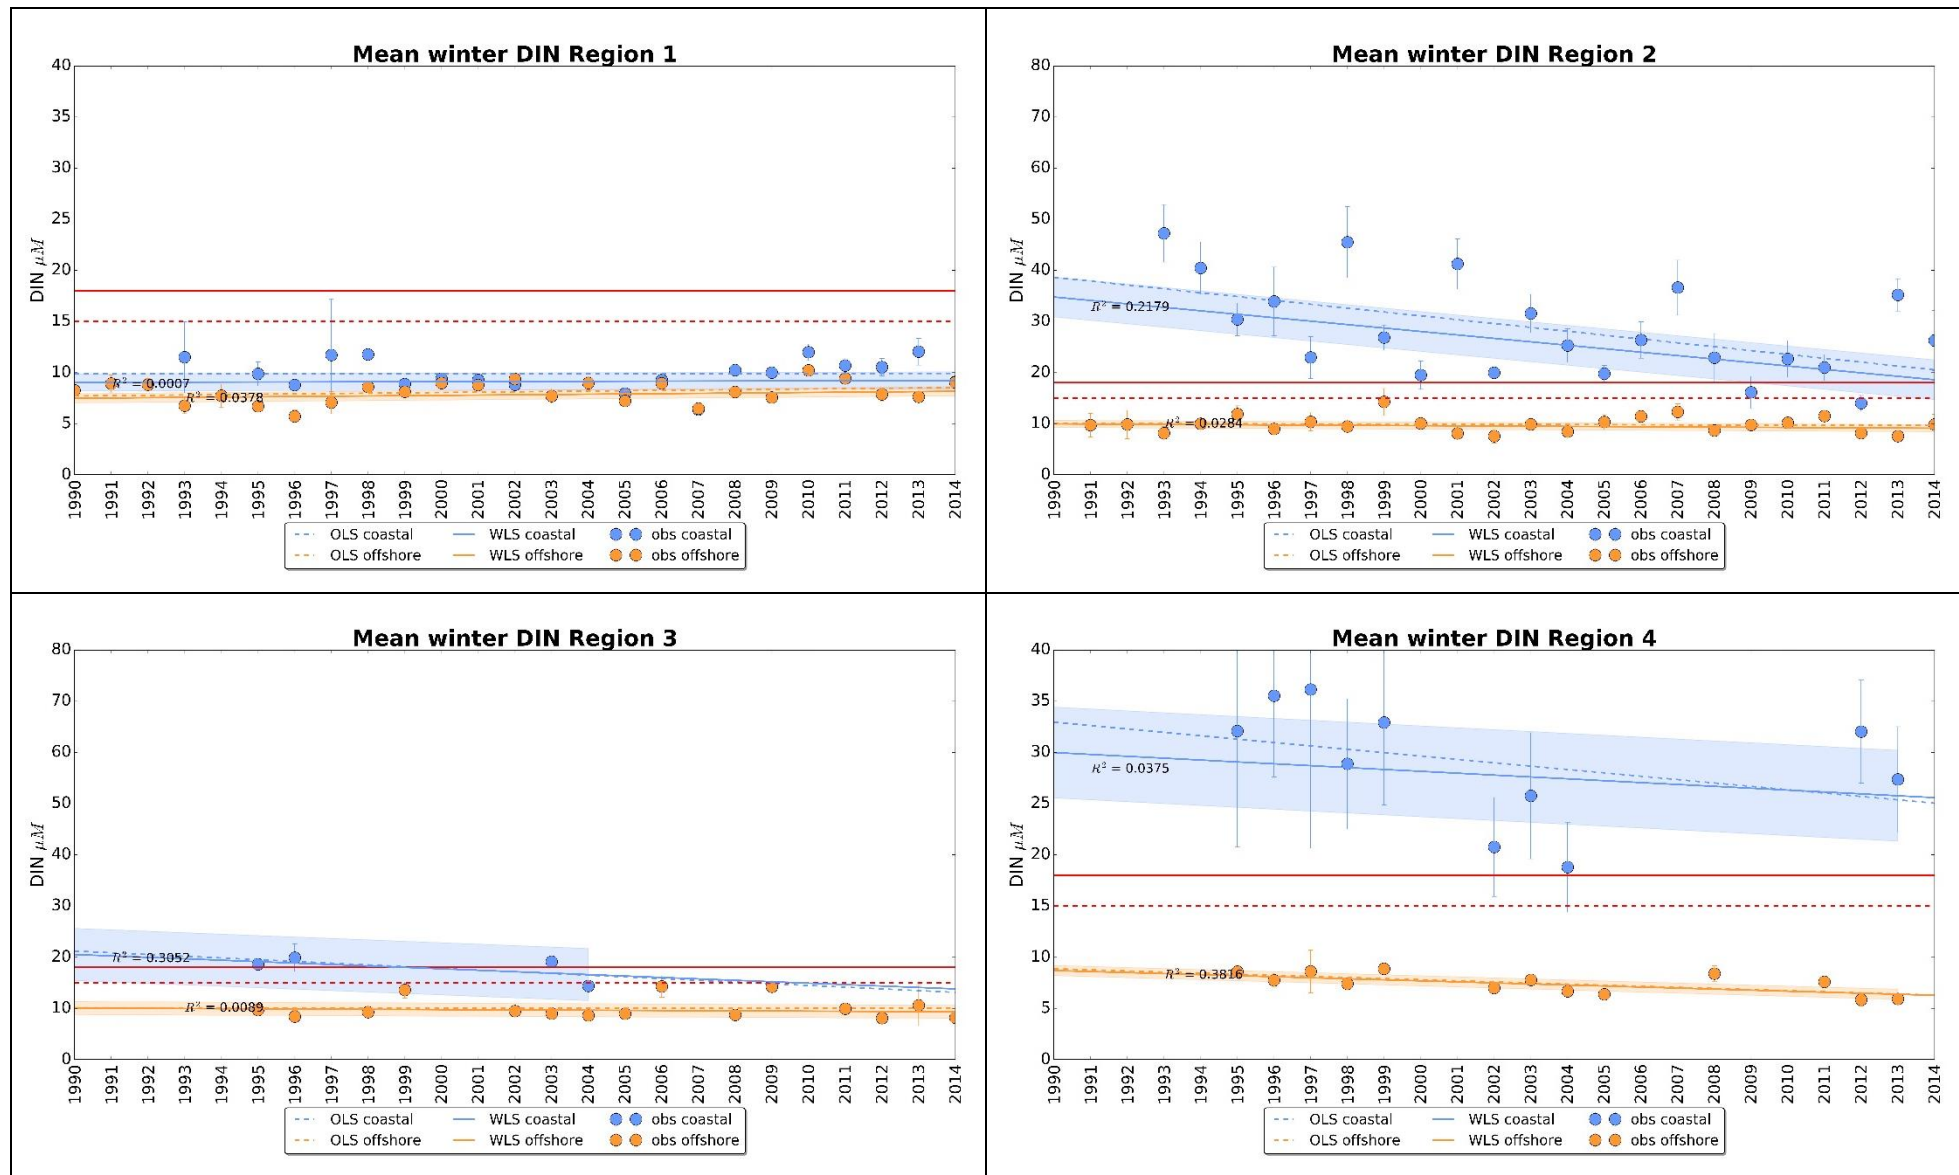 Mean winter DIN Region 1
40
35
30
25
20
15
10
5
0
DIN μM
R² = 0.0007
R² = 0.0378
1990 1991 1992 1993 1994 1995 1996 1997 1998 1999 2000 2001 2002 2003 2004 2005 2006 2007 2008 2009 2010 2011 2012 2013 2014
OLS coastal WLS coastal obs coastal
OLS offshore WLS offshore obs offshore
Mean winter DIN Region 2
80
70
60
50
40
30
20
10
0
DIN μM
R² = 0.2179
R² = 0.0284
1990 1991 1992 1993 1994 1995 1996 1997 1998 1999 2000 2001 2002 2003 2004 2005 2006 2007 2008 2009 2010 2011 2012 2013 2014
OLS coastal WLS coastal obs coastal
OLS offshore WLS offshore obs offshore
Mean winter DIN Region 3
80
70
60
50
40
30
20
10
0
DIN μM
R² = 0.3052
R² = 0.0089
1990 1991 1992 1993 1994 1995 1996 1997 1998 1999 2000 2001 2002 2003 2004 2005 2006 2007 2008 2009 2010 2011 2012 2013 2014
OLS coastal WLS coastal obs coastal
OLS offshore WLS offshore obs offshore
Mean winter DIN Region 4
40
35
30
25
20
15
10
5
0
DIN μM
R² = 0.0375
R² = 0.3816
1990 1991 1992 1993 1994 1995 1996 1997 1998 1999 2000 2001 2002 2003 2004 2005 2006 2007 2008 2009 2010 2011 2012 2013 2014
OLS coastal WLS coastal obs coastal
OLS offshore WLS offshore obs offshore